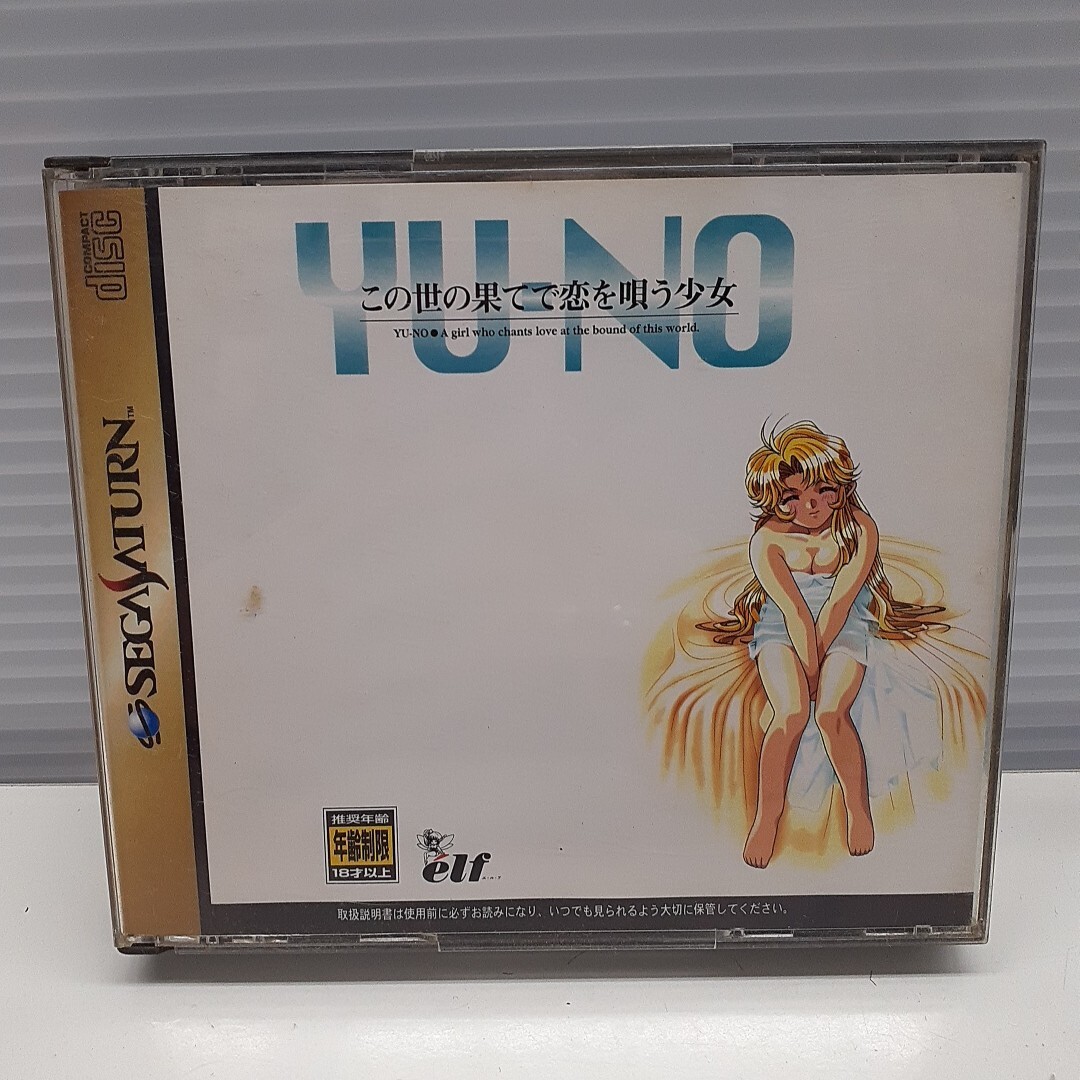 COMPACT
disc
SEGA SATURN™
YU-NO
この世の果てで恋を唄う少女
YU-NO●A girl who chants love at the bound of this world.
推奨年齢
年齢制限
18才以上
élf
取扱説明書は使用前に必ずお読みになり、いつでも見られるよう大切に保管してください。